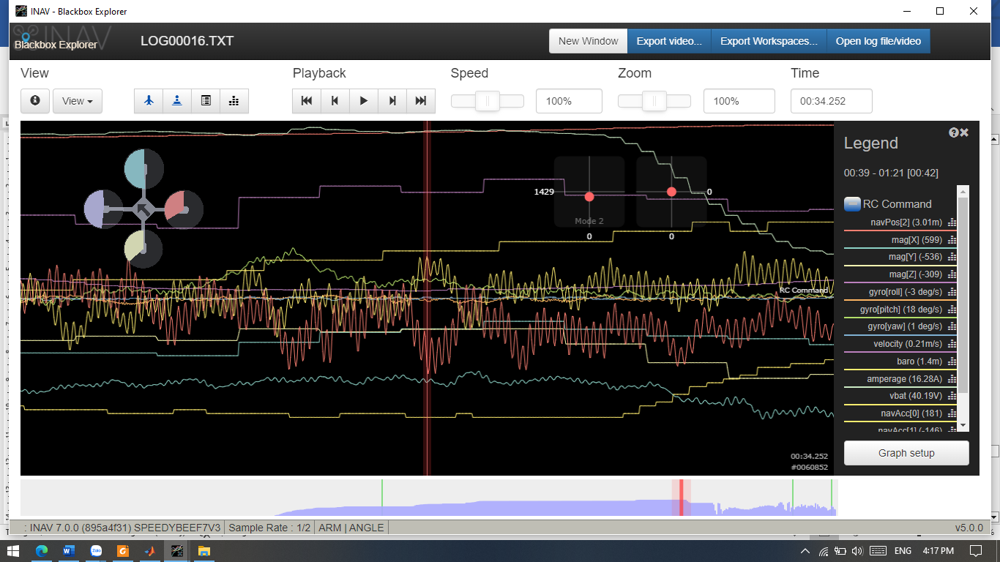 INAV - Blackbox Explorer
INAV
Blackbox Explorer
LOG00016.TXT
New Window
Export video...
Export Workspaces...
Open log file/video
View
Playback
Speed
Zoom
Time
View
100%
100%
00:34.252
1429
0
Mode 2
0
0
RC Command
00:34.252
#0060852
Legend
00:39 - 01:21 [00:42]
RC Command
navPos[2] (3.01m)
mag[X] (599)
mag[Y] (-536)
mag[Z] (-309)
gyro[roll] (-3 deg/s)
gyro[pitch] (18 deg/s)
gyro[yaw] (1 deg/s)
velocity (0.21m/s)
baro (1.4m)
amperage (16.28A)
vbat (40.19V)
navAcc[0] (181)
navAcc[1] (-146)
Graph setup
: INAV 7.0.0 (895a4f31) SPEEDYBEEF7V3
Sample Rate : 1/2
ARM | ANGLE
v5.0.0
Zalo
ENG
4:17 PM